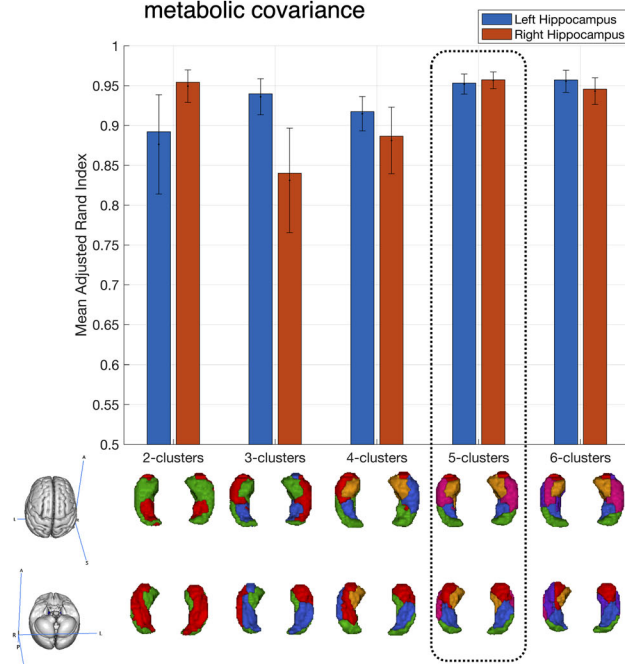 metabolic covariance
Left Hippocampus
Right Hippocampus
Mean Adjusted Rand Index
1
0.95
0.9
0.85
0.8
0.75
0.7
0.65
0.6
0.55
0.5
2-clusters
3-clusters
4-clusters
5-clusters
6-clusters
A
L
S
A
R
L
P